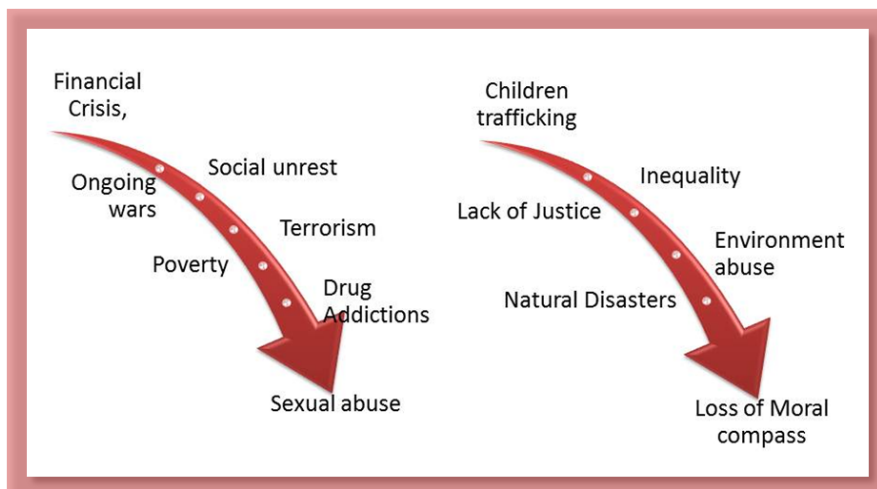 Financial
Crisis,
Social unrest
Ongoing
wars
Terrorism
Poverty
Drug
Addictions
Sexual abuse
Children
trafficking
Inequality
Lack of Justice
Environment
abuse
Natural Disasters
Loss of Moral
compass